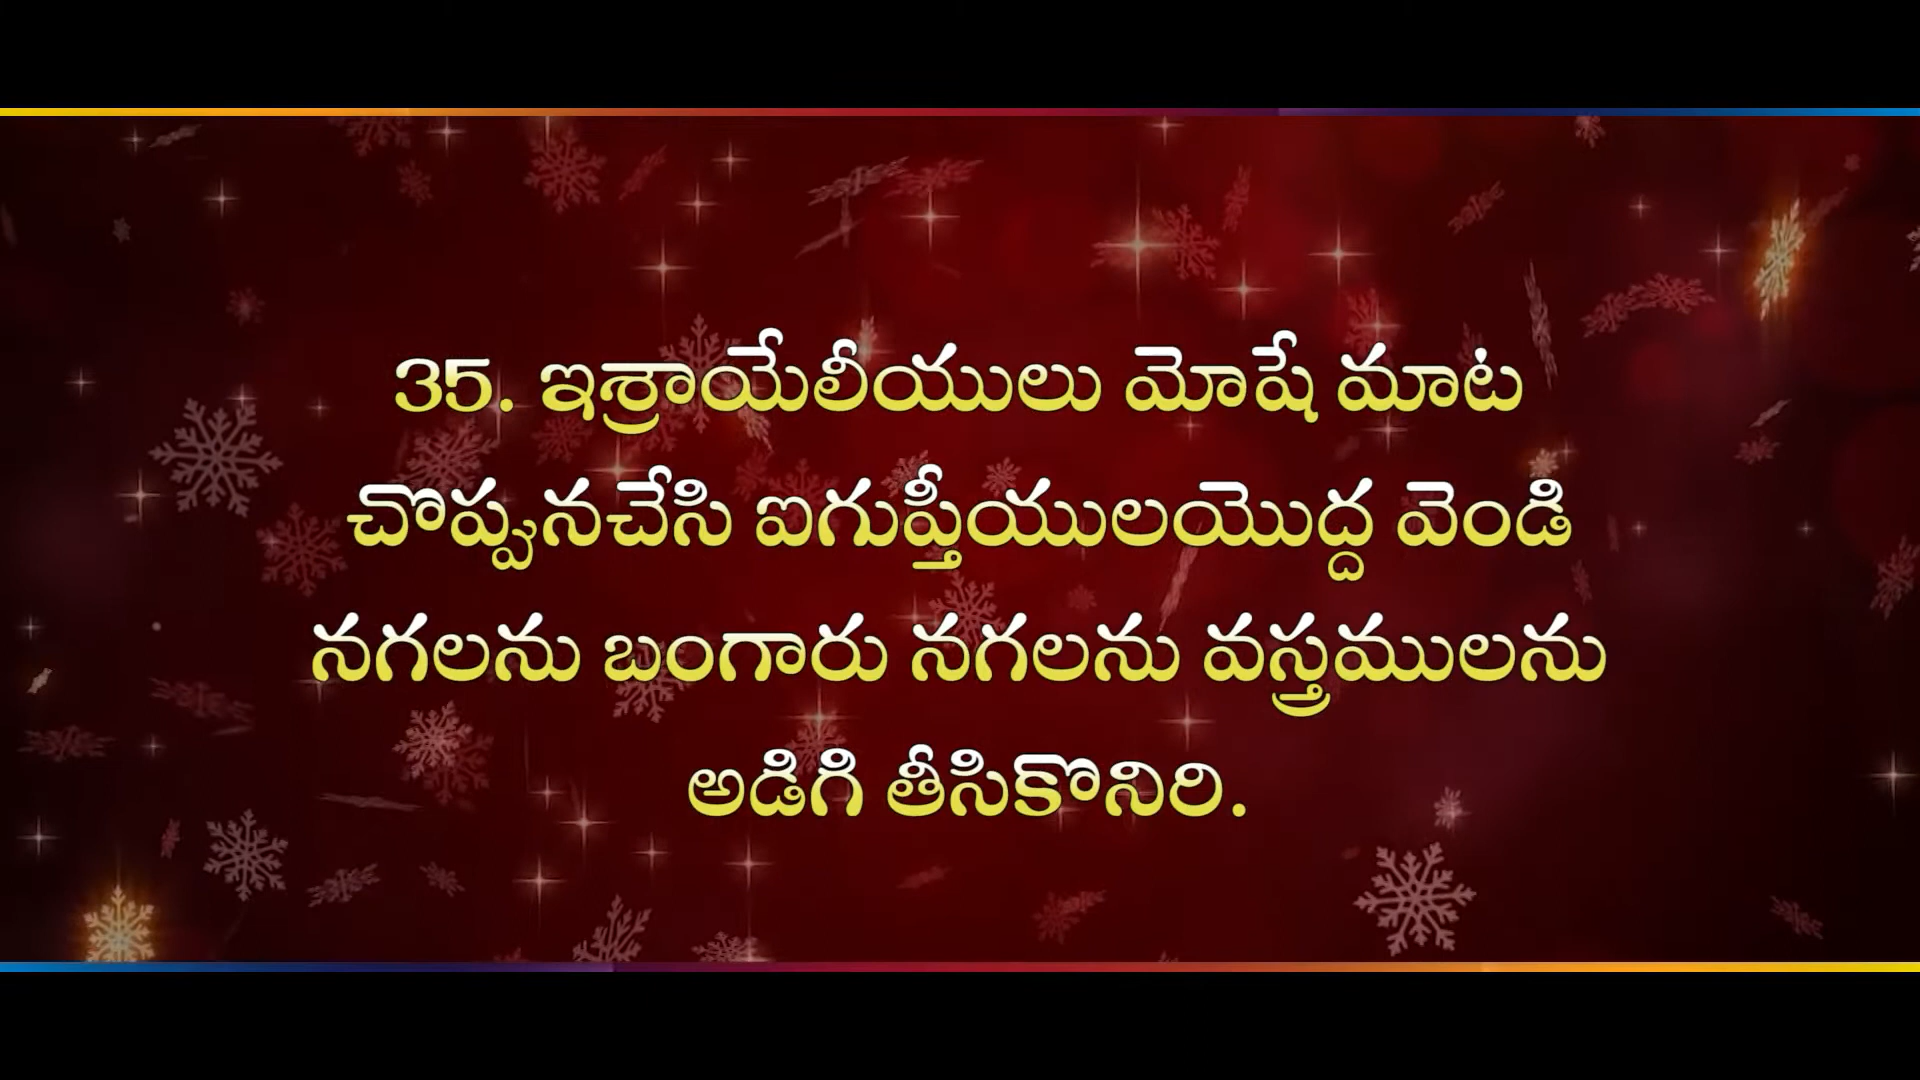 35. ఇశ్రాయేలీయులు మోషే మాట
చొప్పునచేసి ఐగుప్తీయులయొద్ద వెండి
నగలను బంగారు నగలను వస్త్రములను
అడిగి తీసికొనిరి.